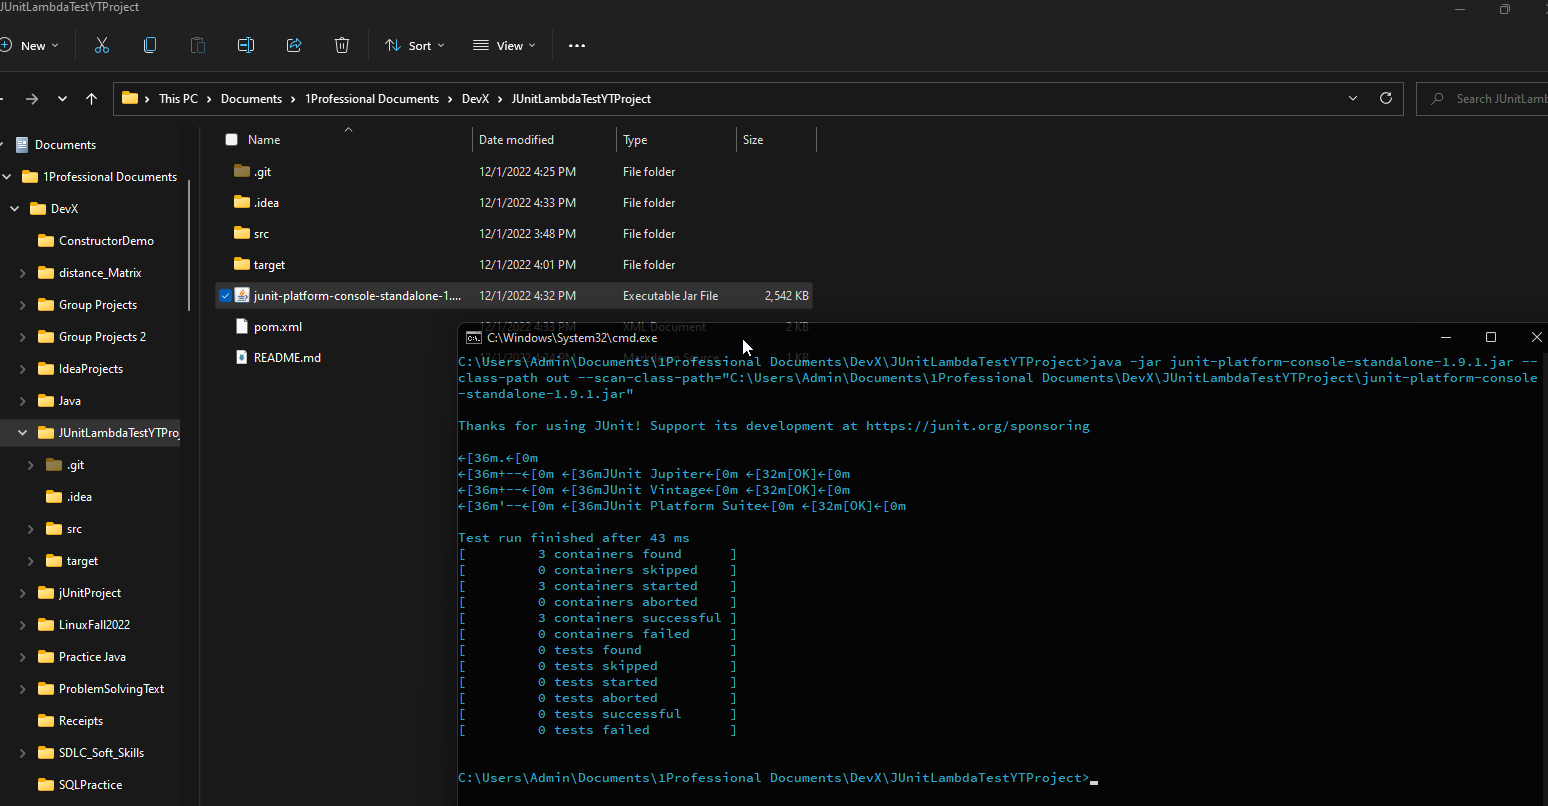 JUnitLambdaTestYTProject
New
Sort
View
This PC > Documents > 1Professional Documents > DevX > JUnitLambdaTestYTProject
Search JUnitLamb
Documents
1Professional Documents
DevX
ConstructorDemo
distance_Matrix
Group Projects
Group Projects 2
IdeaProjects
Java
JUnitLambdaTestYTProj
.git
.idea
src
target
jUnitProject
LinuxFall2022
Practice Java
ProblemSolvingText
Receipts
SDLC_Soft_Skills
SQLPractice
Name Date modified Type Size
.git 12/1/2022 4:25 PM File folder
.idea 12/1/2022 4:33 PM File folder
src 12/1/2022 3:48 PM File folder
target 12/1/2022 4:01 PM File folder
junit-platform-console-standalone-1.... 12/1/2022 4:32 PM Executable Jar File 2,542 KB
pom.xml 12/1/2022 4:33 PM XML Document 2 KB
README.md
C:\Windows\System32\cmd.exe
C:\Users\Admin\Documents\1Professional Documents\DevX\JUnitLambdaTestYTProject>java -jar junit-platform-console-standalone-1.9.1.jar --
class-path out --scan-class-path="C:\Users\Admin\Documents\1Professional Documents\DevX\JUnitLambdaTestYTProject\junit-platform-console
-standalone-1.9.1.jar"
Thanks for using JUnit! Support its development at https://junit.org/sponsoring
←[36m.←[0m
←[36m+--←[0m ←[36mJUnit Jupiter←[0m ←[32m[OK]←[0m
←[36m+--←[0m ←[36mJUnit Vintage←[0m ←[32m[OK]←[0m
←[36m'--←[0m ←[36mJUnit Platform Suite←[0m ←[32m[OK]←[0m
Test run finished after 43 ms
[ 3 containers found ]
[ 0 containers skipped ]
[ 3 containers started ]
[ 0 containers aborted ]
[ 3 containers successful ]
[ 0 containers failed ]
[ 0 tests found ]
[ 0 tests skipped ]
[ 0 tests started ]
[ 0 tests aborted ]
[ 0 tests successful ]
[ 0 tests failed ]
C:\Users\Admin\Documents\1Professional Documents\DevX\JUnitLambdaTestYTProject>